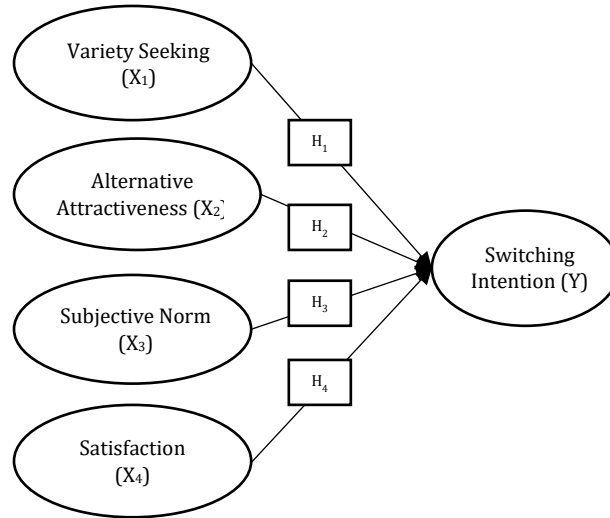 Variety Seeking
(X₁)
H₁
Alternative
Attractiveness (X₂)
H₂
Switching
Intention (Y)
Subjective Norm
(X₃)
H₃
H₄
Satisfaction
(X₄)